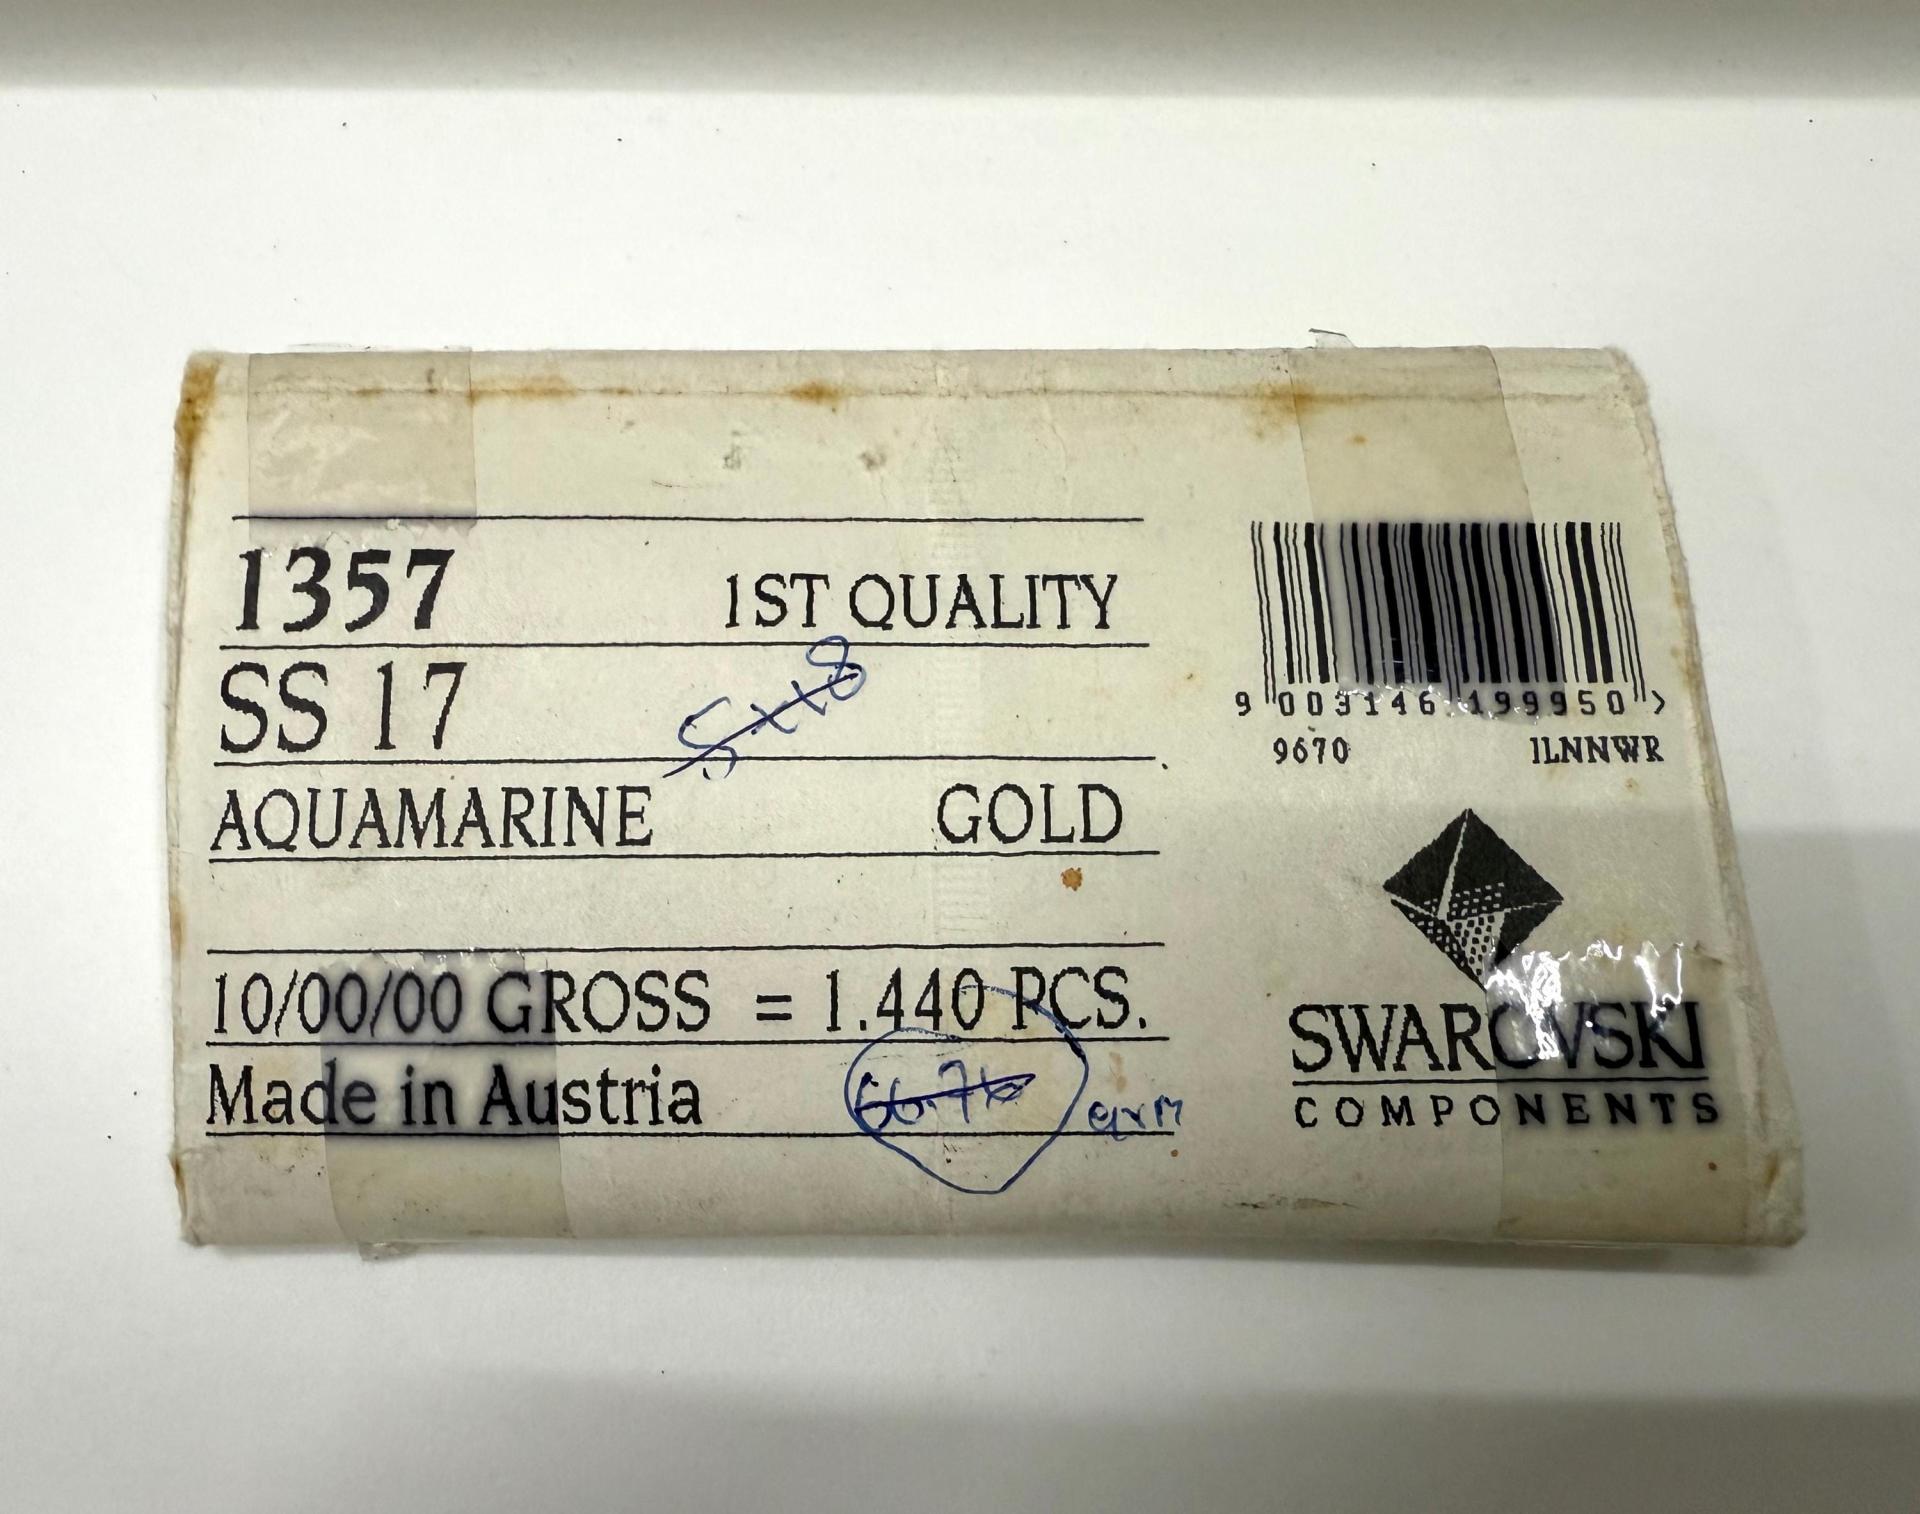 1357 1ST QUALITY
SS 17
AQUAMARINE GOLD
10/00/00 GROSS = 1.440 PCS.
Made in Austria
9 003146 199950 >
9670 1LNNWR
SWAROVSKI
COMPONENTS